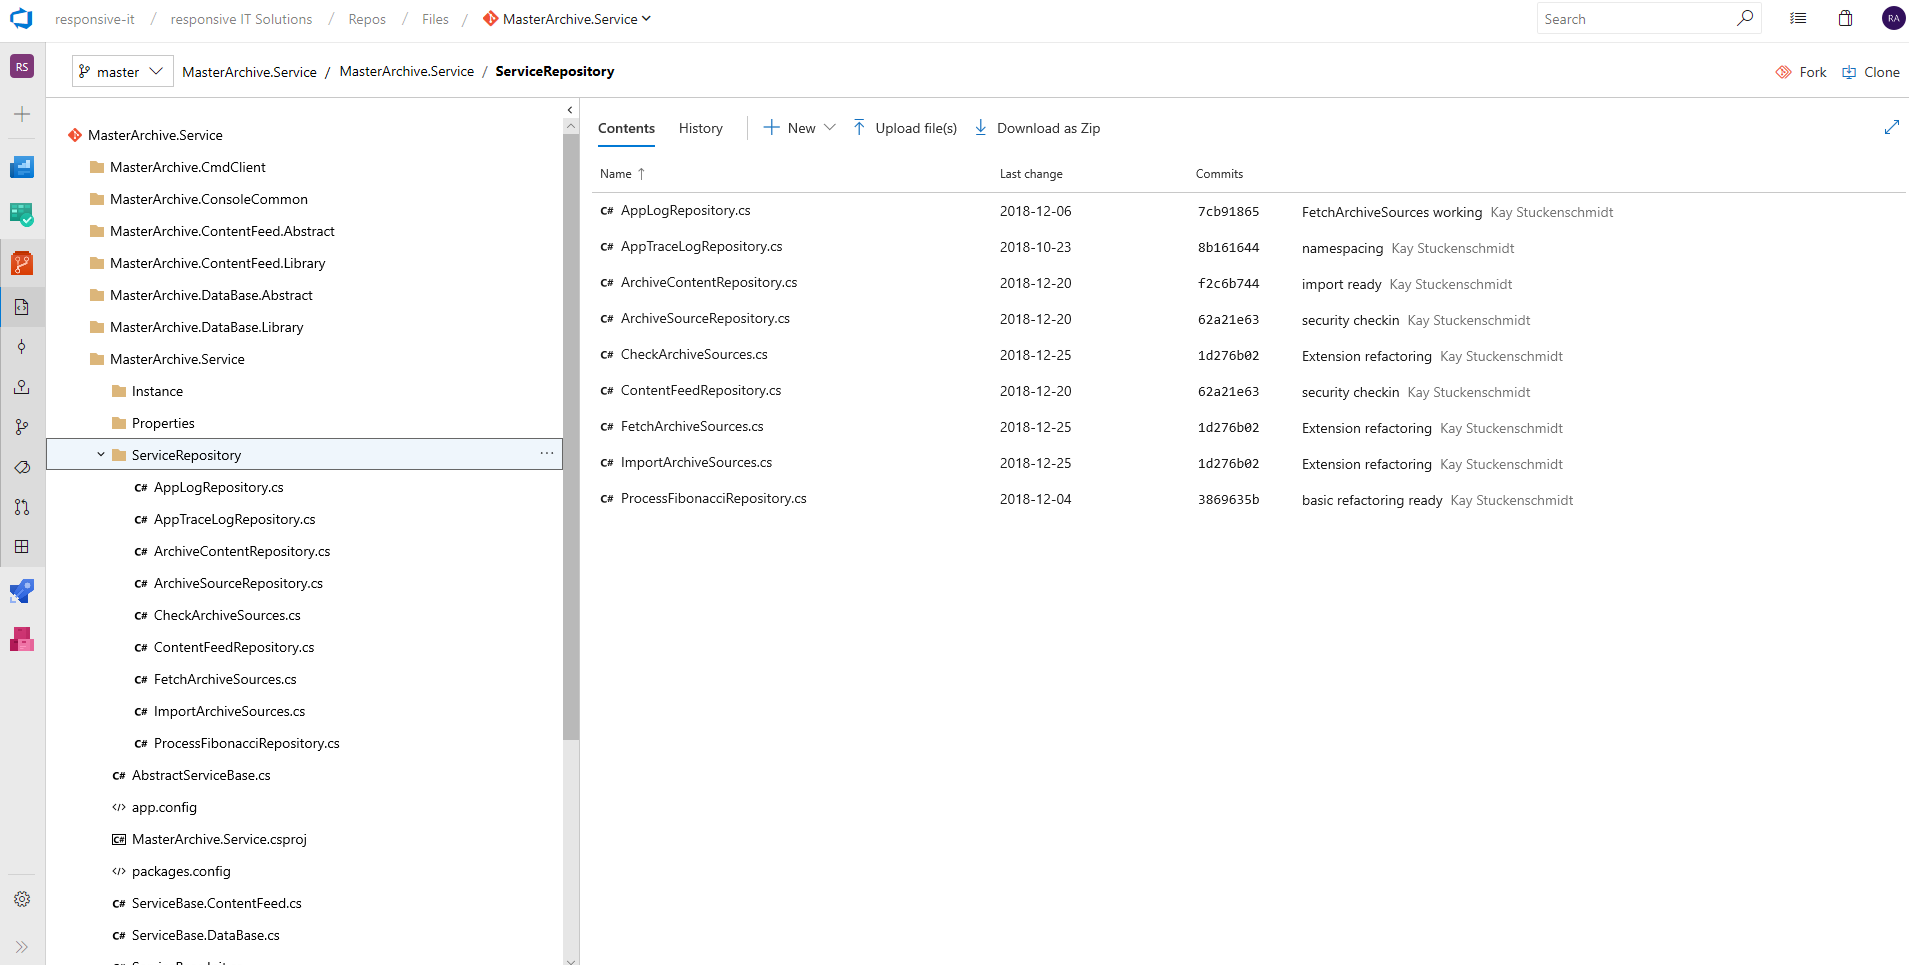 responsive-it / responsive IT Solutions / Repos / Files / MasterArchive.Service
Search
RA
RS
master MasterArchive.Service / MasterArchive.Service / ServiceRepository
Fork Clone
MasterArchive.Service
MasterArchive.CmdClient
MasterArchive.ConsoleCommon
MasterArchive.ContentFeed.Abstract
MasterArchive.ContentFeed.Library
MasterArchive.DataBase.Abstract
MasterArchive.DataBase.Library
MasterArchive.Service
Instance
Properties
ServiceRepository ...
C# AppLogRepository.cs
C# AppTraceLogRepository.cs
C# ArchiveContentRepository.cs
C# ArchiveSourceRepository.cs
C# CheckArchiveSources.cs
C# ContentFeedRepository.cs
C# FetchArchiveSources.cs
C# ImportArchiveSources.cs
C# ProcessFibonacciRepository.cs
C# AbstractServiceBase.cs
</> app.config
C# MasterArchive.Service.csproj
</> packages.config
C# ServiceBase.ContentFeed.cs
C# ServiceBase.DataBase.cs
Contents History New Upload file(s) Download as Zip
Name ↑ Last change Commits
C# AppLogRepository.cs 2018-12-06 7cb91865 FetchArchiveSources working Kay Stuckenschmidt
C# AppTraceLogRepository.cs 2018-10-23 8b161644 namespacing Kay Stuckenschmidt
C# ArchiveContentRepository.cs 2018-12-20 f2c6b744 import ready Kay Stuckenschmidt
C# ArchiveSourceRepository.cs 2018-12-20 62a21e63 security checkin Kay Stuckenschmidt
C# CheckArchiveSources.cs 2018-12-25 1d276b02 Extension refactoring Kay Stuckenschmidt
C# ContentFeedRepository.cs 2018-12-20 62a21e63 security checkin Kay Stuckenschmidt
C# FetchArchiveSources.cs 2018-12-25 1d276b02 Extension refactoring Kay Stuckenschmidt
C# ImportArchiveSources.cs 2018-12-25 1d276b02 Extension refactoring Kay Stuckenschmidt
C# ProcessFibonacciRepository.cs 2018-12-04 3869635b basic refactoring ready Kay Stuckenschmidt